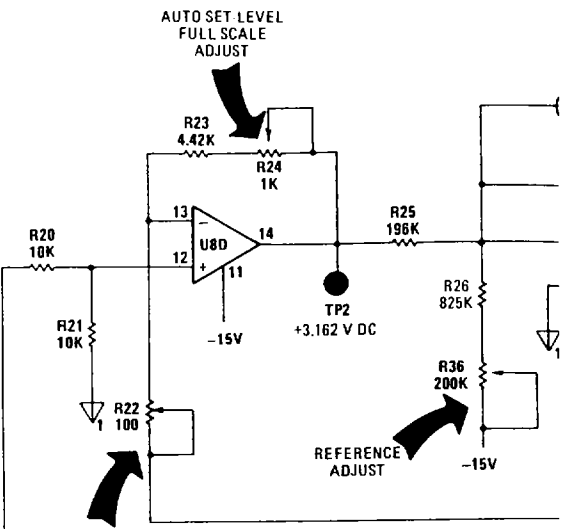 AUTO SET-LEVEL
FULL SCALE
ADJUST
R23
4.42K
R24
1K
13
−
U8D
14
12
+
11
−15V
R20
10K
R21
10K
1
R22
100
TP2
+3.162 V DC
R25
196K
R26
825K
R36
200K
1
REFERENCE
ADJUST
−15V